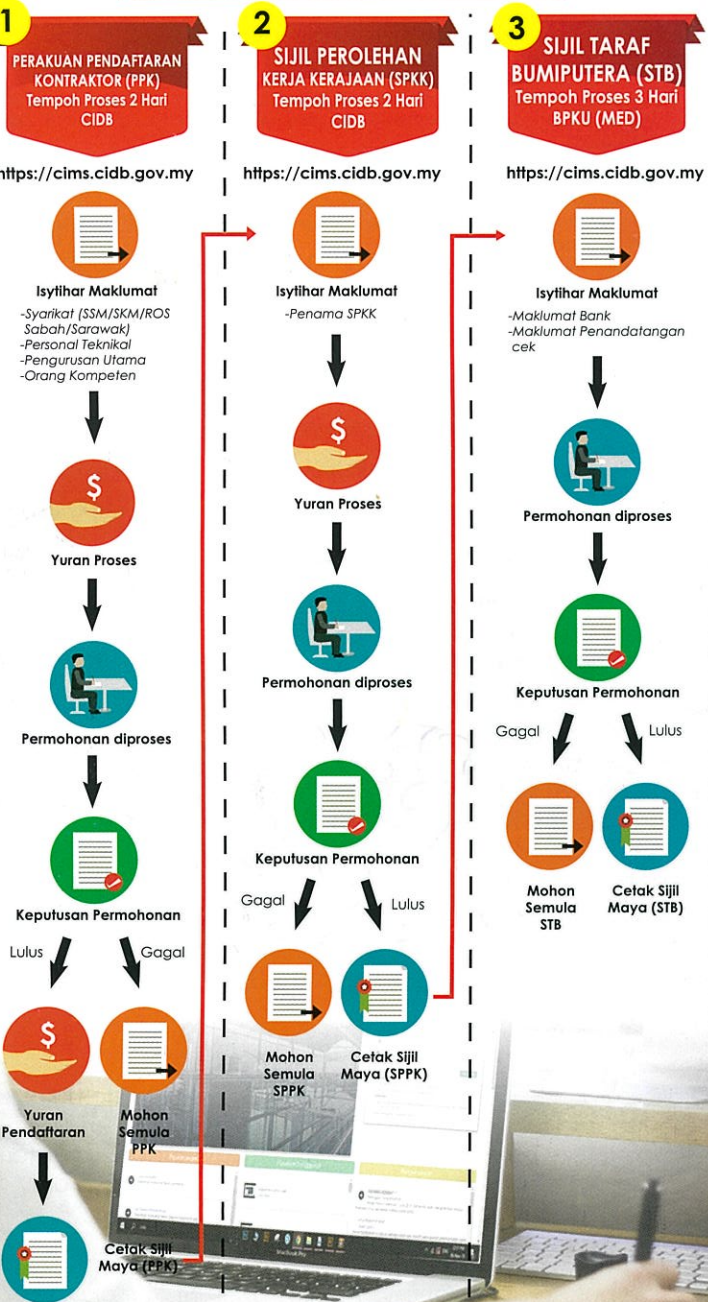 1
PERAKUAN PENDAFTARAN
KONTRAKTOR (PPK)
Tempoh Proses 2 Hari
CIDB
https://cims.cidb.gov.my
Isytihar Maklumat
-Syarikat (SSM/SKM/ROS
Sabah/Sarawak)
-Personal Teknikal
-Pengurusan Utama
-Orang Kompeten
$
Yuran Proses
Permohonan diproses
Keputusan Permohonan
Lulus
Gagal
$
Yuran
Pendaftaran
Mohon
Semula
PPK
Cetak Sijil
Maya (PPK)
2
SIJIL PEROLEHAN
KERJA KERAJAAN (SPKK)
Tempoh Proses 2 Hari
CIDB
https://cims.cidb.gov.my
Isytihar Maklumat
-Penama SPKK
$
Yuran Proses
Permohonan diproses
Keputusan Permohonan
Gagal
Lulus
Mohon
Semula
SPPK
Cetak Sijil
Maya (SPPK)
3
SIJIL TARAF
BUMIPUTERA (STB)
Tempoh Proses 3 Hari
BPKU (MED)
https://cims.cidb.gov.my
Isytihar Maklumat
-Maklumat Bank
-Maklumat Penandatangan
cek
Permohonan diproses
Keputusan Permohonan
Gagal
Lulus
Mohon
Semula
STB
Cetak Sijil
Maya (STB)
MacBook Pro